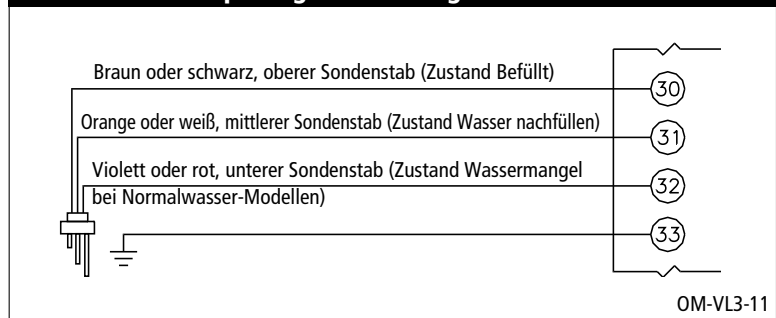 Braun oder schwarz, oberer Sondenstab (Zustand Befüllt)
30
Orange oder weiß, mittlerer Sondenstab (Zustand Wasser nachfüllen)
31
Violett oder rot, unterer Sondenstab (Zustand Wassermangel
bei Normalwasser-Modellen)
32
33
OM-VL3-11